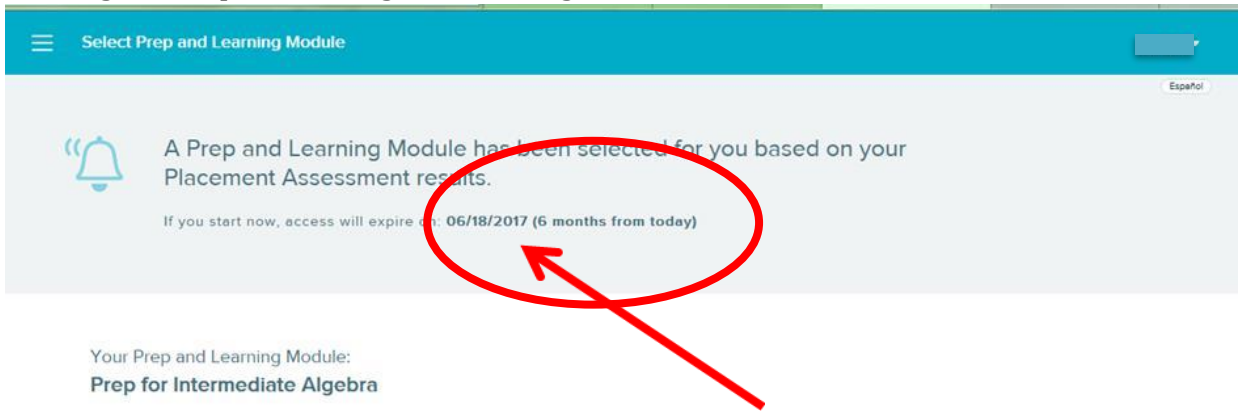 Select Prep and Learning Module
Español
A Prep and Learning Module has been selected for you based on your
Placement Assessment results.
If you start now, access will expire on: 06/18/2017 (6 months from today)
Your Prep and Learning Module:
Prep for Intermediate Algebra